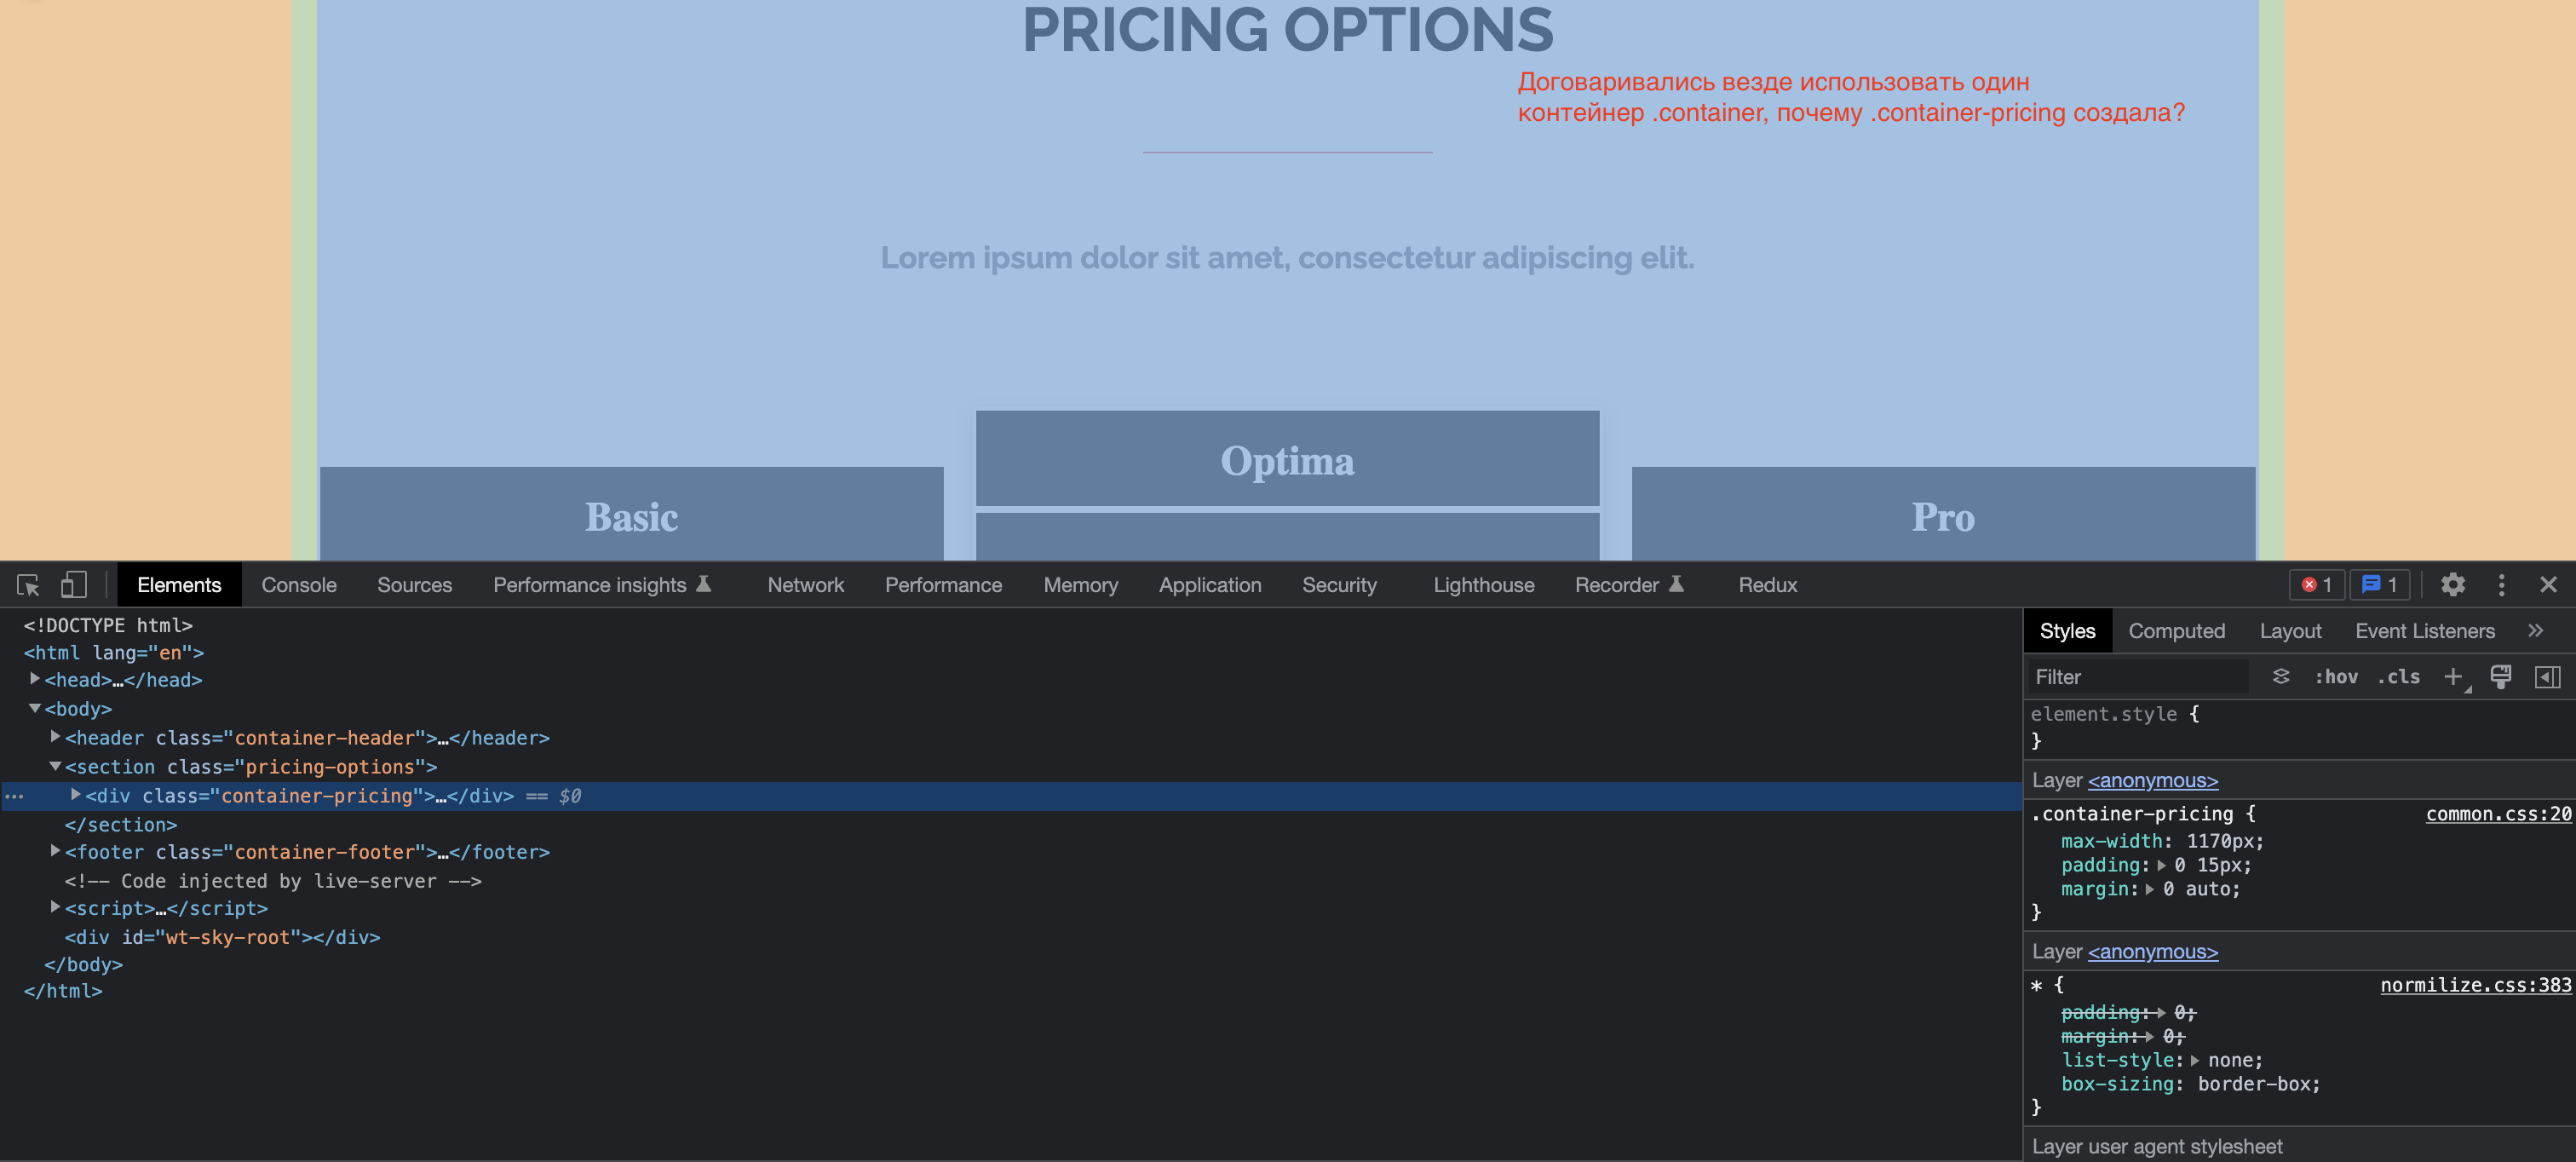 PRICING OPTIONS
Договаривались везде использовать один
контейнер .container, почему .container-pricing создала?
Lorem ipsum dolor sit amet, consectetur adipiscing elit.
Optima
Basic
Pro
Elements Console Sources Performance insights Network Performance Memory Application Security Lighthouse Recorder Redux 1 1
<!DOCTYPE html>
<html lang="en">
<head>…</head>
<body>
<header class="container-header">…</header>
<section class="pricing-options">
… <div class="container-pricing">…</div> == $0
</section>
<footer class="container-footer">…</footer>
<!-- Code injected by live-server -->
<script>…</script>
<div id="wt-sky-root"></div>
</body>
</html>
Styles Computed Layout Event Listeners »
Filter :hov .cls +
element.style {
}
Layer <anonymous>
.container-pricing { common.css:20
max-width: 1170px;
padding: 0 15px;
margin: 0 auto;
}
Layer <anonymous>
* { normilize.css:383
padding: 0;
margin: 0;
list-style: none;
box-sizing: border-box;
}
Layer user agent stylesheet